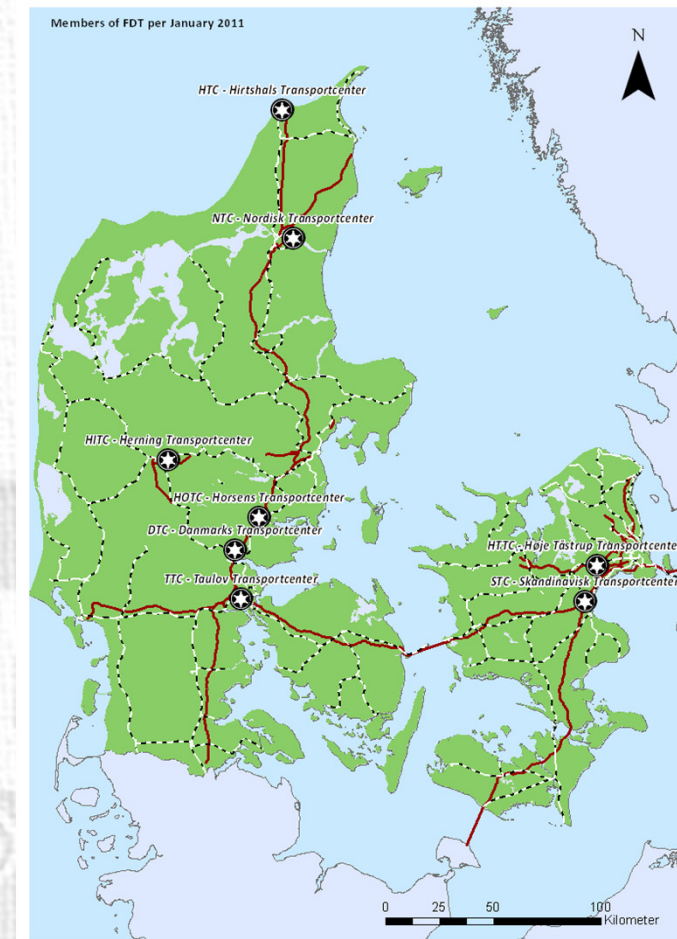 Members of FDT per January 2011
N
HTC - Hirtshals Transportcenter
NTC - Nordisk Transportcenter
HITC - Herning Transportcenter
HOTC - Horsens Transportcenter
DTC - Danmarks Transportcenter
HTTC - Høje Tåstrup Transportcenter
TTC - Taulov Transportcenter
STC - Skandinavisk Transportcenter
0 25 50 100
Kilometer